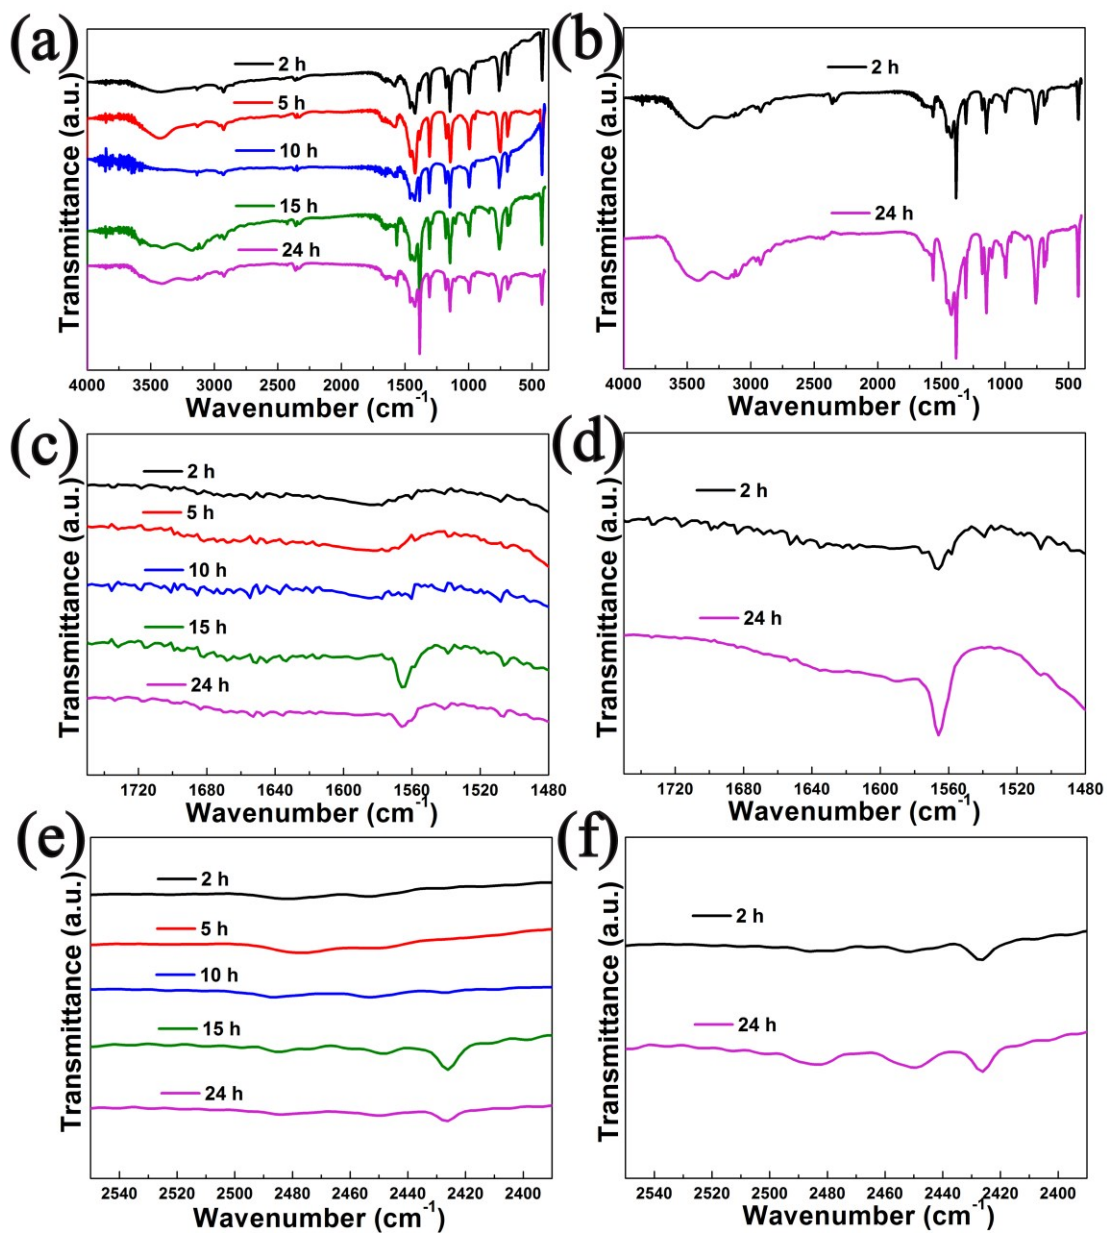 (a)
(b)
2 h
5 h
10 h
15 h
24 h
Transmittance (a.u.)
4000 3500 3000 2500 2000 1500 1000 500
Wavenumber (cm-1)
2 h
24 h
Transmittance (a.u.)
4000 3500 3000 2500 2000 1500 1000 500
Wavenumber (cm-1)
(c)
(d)
2 h
5 h
10 h
15 h
24 h
Transmittance (a.u.)
1720 1680 1640 1600 1560 1520 1480
Wavenumber (cm-1)
2 h
24 h
Transmittance (a.u.)
1720 1680 1640 1600 1560 1520 1480
Wavenumber (cm-1)
(e)
(f)
2 h
5 h
10 h
15 h
24 h
Transmittance (a.u.)
2540 2520 2500 2480 2460 2440 2420 2400
Wavenumber (cm-1)
2 h
24 h
Transmittance (a.u.)
2540 2520 2500 2480 2460 2440 2420 2400
Wavenumber (cm-1)